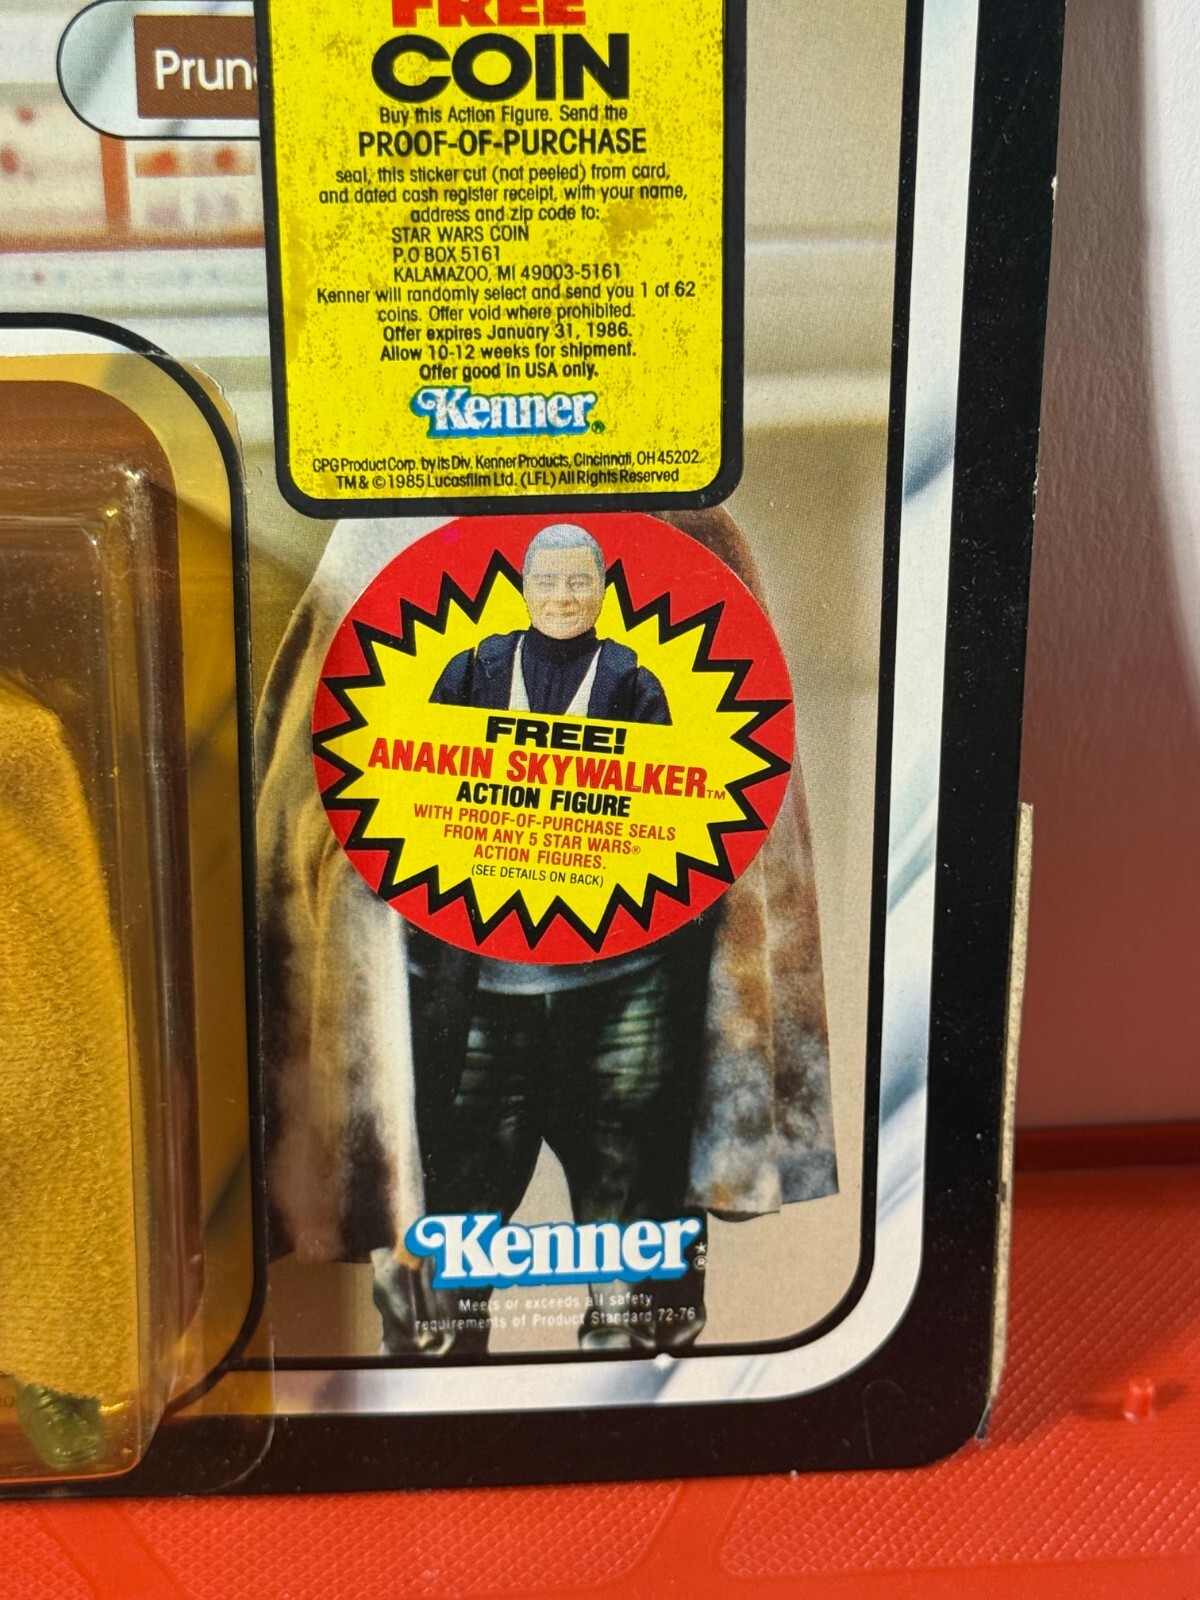 FREE
COIN
Prun
Buy this Action Figure. Send the
PROOF-OF-PURCHASE
seal, this sticker cut (not peeled) from card,
and dated cash register receipt, with your name,
address and zip code to:
STAR WARS COIN
P.O BOX 5161
KALAMAZOO, MI 49003-5161
Kenner will randomly select and send you 1 of 62
coins. Offer void where prohibited.
Offer expires January 31, 1986.
Allow 10-12 weeks for shipment.
Offer good in USA only.
Kenner®
CPG Product Corp. by its Div. Kenner Products, Cincinnati, OH 45202.
TM & © 1985 Lucasfilm Ltd. (LFL) All Rights Reserved
FREE!
ANAKIN SKYWALKER™
ACTION FIGURE
WITH PROOF-OF-PURCHASE SEALS
FROM ANY 5 STAR WARS®
ACTION FIGURES.
(SEE DETAILS ON BACK)
Kenner*®
Meets or exceeds all safety
requirements of Product Standard 72-76